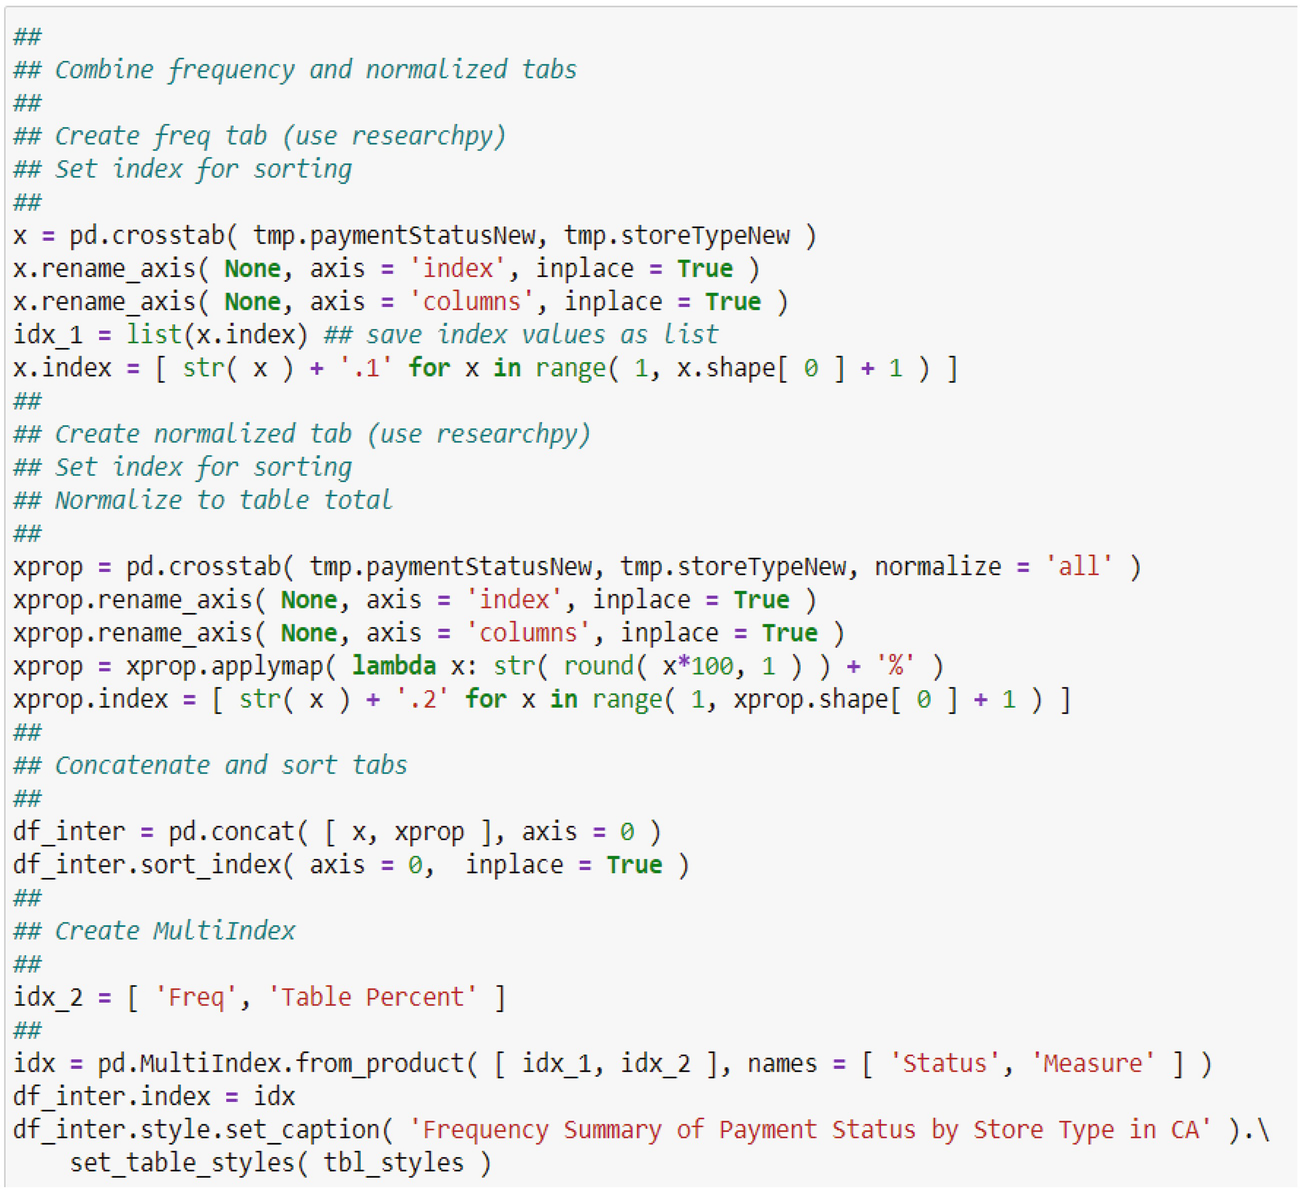 ##
## Combine frequency and normalized tabs
##
## Create freq tab (use researchpy)
## Set index for sorting
##
x = pd.crosstab( tmp.paymentStatusNew, tmp.storeTypeNew )
x.rename_axis( None, axis = 'index', inplace = True )
x.rename_axis( None, axis = 'columns', inplace = True )
idx_1 = list(x.index) ## save index values as list
x.index = [ str( x ) + '.1' for x in range( 1, x.shape[ 0 ] + 1 ) ]
##
## Create normalized tab (use researchpy)
## Set index for sorting
## Normalize to table total
##
xprop = pd.crosstab( tmp.paymentStatusNew, tmp.storeTypeNew, normalize = 'all' )
xprop.rename_axis( None, axis = 'index', inplace = True )
xprop.rename_axis( None, axis = 'columns', inplace = True )
xprop = xprop.applymap( lambda x: str( round( x*100, 1 ) ) + '%' )
xprop.index = [ str( x ) + '.2' for x in range( 1, xprop.shape[ 0 ] + 1 ) ]
##
## Concatenate and sort tabs
##
df_inter = pd.concat( [ x, xprop ], axis = 0 )
df_inter.sort_index( axis = 0,  inplace = True )
##
## Create MultiIndex
##
idx_2 = [ 'Freq', 'Table Percent' ]
##
idx = pd.MultiIndex.from_product( [ idx_1, idx_2 ], names = [ 'Status', 'Measure' ] )
df_inter.index = idx
df_inter.style.set_caption( 'Frequency Summary of Payment Status by Store Type in CA' ).\
    set_table_styles( tbl_styles )